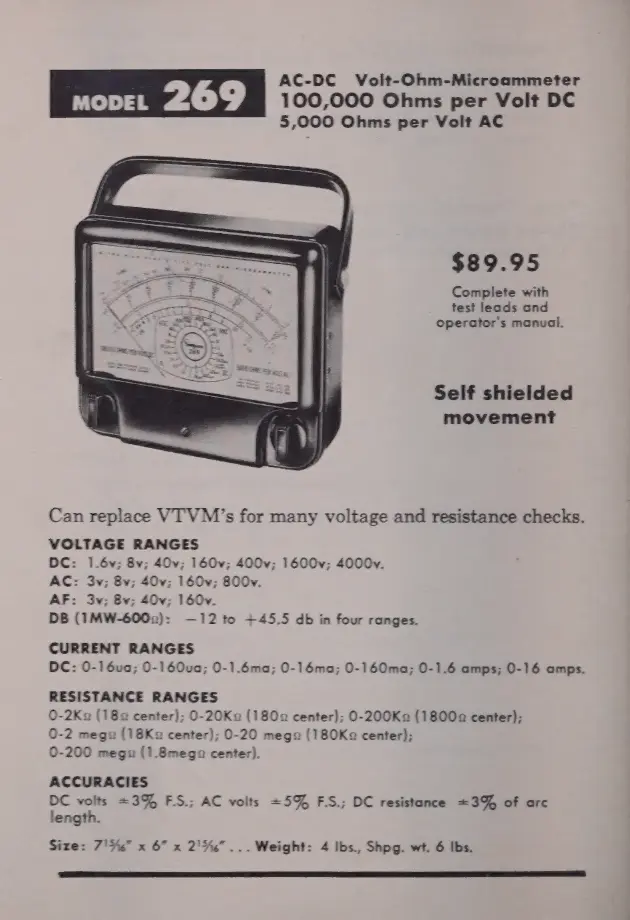 MODEL 269
AC-DC Volt-Ohm-Microammeter
100,000 Ohms per Volt DC
5,000 Ohms per Volt AC
$89.95
Complete with
test leads and
operator's manual.
Self shielded
movement
Can replace VTVM's for many voltage and resistance checks.
VOLTAGE RANGES
DC: 1.6v; 8v; 40v; 160v; 400v; 1600v; 4000v.
AC: 3v; 8v; 40v; 160v; 800v.
AF: 3v; 8v; 40v; 160v.
DB (1MW-600Ω): −12 to +45.5 db in four ranges.
CURRENT RANGES
DC: 0-16ua; 0-160ua; 0-1.6ma; 0-16ma; 0-160ma; 0-1.6 amps; 0-16 amps.
RESISTANCE RANGES
0-2KΩ (18Ω center); 0-20KΩ (180Ω center); 0-200KΩ (1800Ω center);
0-2 megΩ (18KΩ center); 0-20 megΩ (180KΩ center);
0-200 megΩ (1.8megΩ center).
ACCURACIES
DC volts ±3% F.S.; AC volts ±5% F.S.; DC resistance ±3% of arc
length.
Size: 7 15/16" x 6" x 2 15/16" . . . Weight: 4 lbs., Shpg. wt. 6 lbs.